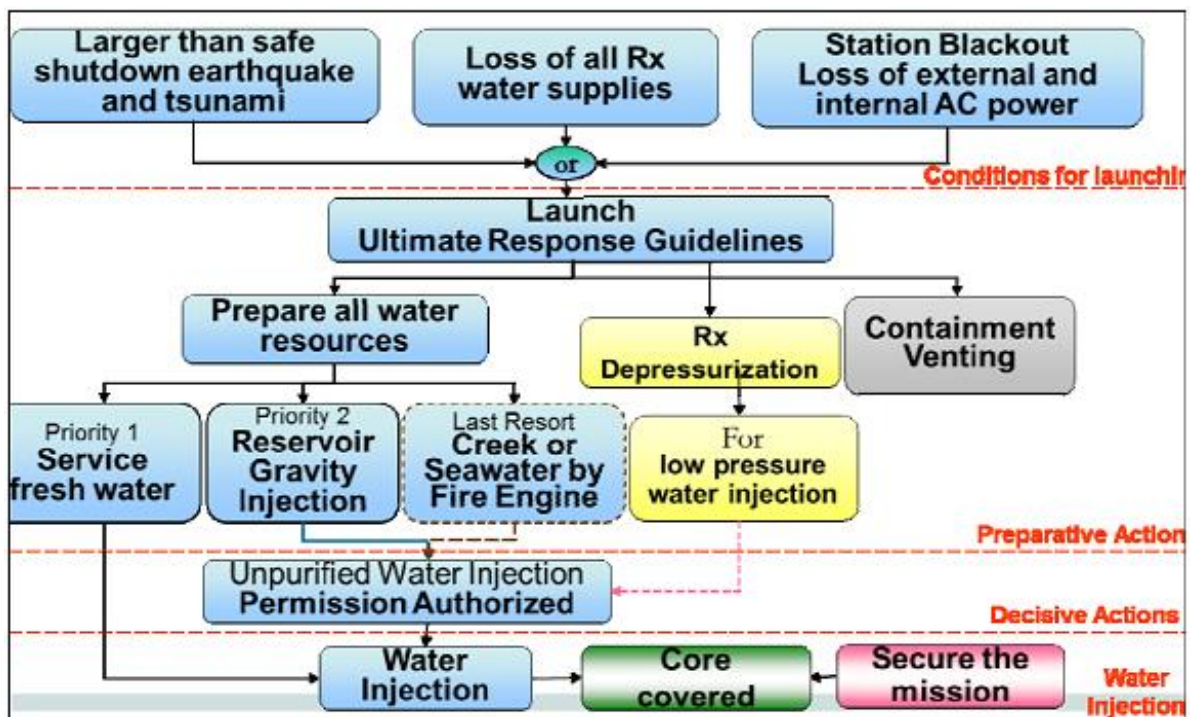 Larger than safe
shutdown earthquake
and tsunami
Loss of all Rx
water supplies
Station Blackout
Loss of external and
internal AC power
or
Conditions for launchin
Launch
Ultimate Response Guidelines
Prepare all water
resources
Rx
Depressurization
Containment
Venting
Priority 1
Service
fresh water
Priority 2
Reservoir
Gravity
Injection
Last Resort
Creek or
Seawater by
Fire Engine
For
low pressure
water injection
Preparative Action
Unpurified Water Injection
Permission Authorized
Decisive Actions
Water
Injection
Core
covered
Secure the
mission
Water
Injection